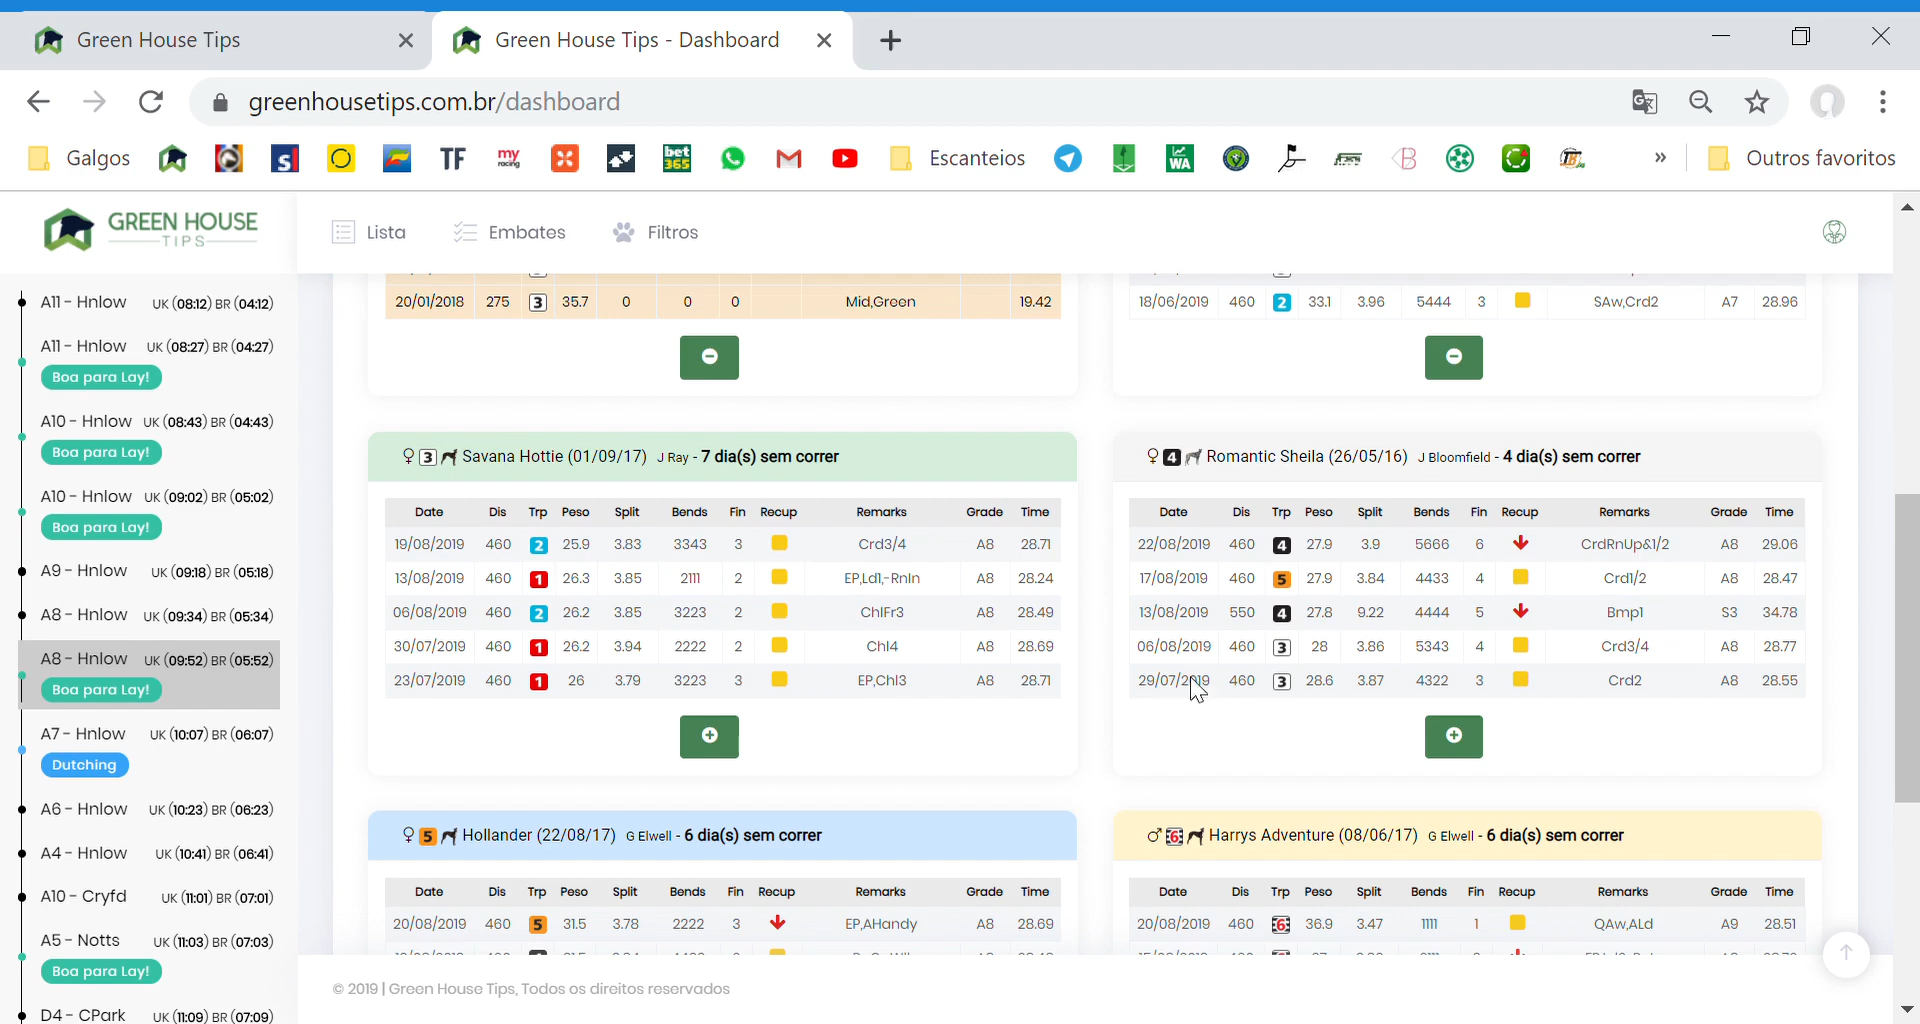 Green House Tips
Green House Tips - Dashboard
greenhousetips.com.br/dashboard
Galgos
TF
my racing
bet365
WA
Escanteios
»
Outros favoritos
GREEN HOUSE
TIPS
Lista
Embates
Filtros
A11 - Hnlow UK (08:12) BR (04:12)
A11 - Hnlow UK (08:27) BR (04:27)
Boa para Lay!
A10 - Hnlow UK (08:43) BR (04:43)
Boa para Lay!
A10 - Hnlow UK (09:02) BR (05:02)
Boa para Lay!
A9 - Hnlow UK (09:18) BR (05:18)
A8 - Hnlow UK (09:34) BR (05:34)
A8 - Hnlow UK (09:52) BR (05:52)
Boa para Lay!
A7 - Hnlow UK (10:07) BR (06:07)
Dutching
A6 - Hnlow UK (10:23) BR (06:23)
A4 - Hnlow UK (10:41) BR (06:41)
A10 - Cryfd UK (11:01) BR (07:01)
A5 - Notts UK (11:03) BR (07:03)
Boa para Lay!
D4 - CPark UK (11:09) BR (07:09)
20/01/2018 275 3 35.7 0 0 0 Mid,Green 19.42
18/06/2019 460 2 33.1 3.96 5444 3 SAw,Crd2 A7 28.96
♀ 3 Savana Hottie (01/09/17) J Ray - 7 dia(s) sem correr
Date Dis Trp Peso Split Bends Fin Recup Remarks Grade Time
19/08/2019 460 2 25.9 3.83 3343 3 Crd3/4 A8 28.71
13/08/2019 460 1 26.3 3.85 2111 2 EP,Ld1,-RnIn A8 28.24
06/08/2019 460 2 26.2 3.85 3223 2 ChlFr3 A8 28.49
30/07/2019 460 1 26.2 3.94 2222 2 Chl4 A8 28.69
23/07/2019 460 1 26 3.79 3223 3 EP,Chl3 A8 28.71
♀ 4 Romantic Sheila (26/05/16) J Bloomfield - 4 dia(s) sem correr
Date Dis Trp Peso Split Bends Fin Recup Remarks Grade Time
22/08/2019 460 4 27.9 3.9 5666 6 CrdRnUp&1/2 A8 29.06
17/08/2019 460 5 27.9 3.84 4433 4 Crd1/2 A8 28.47
13/08/2019 550 4 27.8 9.22 4444 5 Bmp1 S3 34.78
06/08/2019 460 3 28 3.86 5343 4 Crd3/4 A8 28.77
29/07/2019 460 3 28.6 3.87 4322 3 Crd2 A8 28.55
♀ 5 Hollander (22/08/17) G Elwell - 6 dia(s) sem correr
Date Dis Trp Peso Split Bends Fin Recup Remarks Grade Time
20/08/2019 460 5 31.5 3.78 2222 3 EP,AHandy A8 28.69
♂ 6 Harrys Adventure (08/06/17) G Elwell - 6 dia(s) sem correr
Date Dis Trp Peso Split Bends Fin Recup Remarks Grade Time
20/08/2019 460 6 36.9 3.47 1111 1 QAw,ALd A9 28.51
© 2019 | Green House Tips, Todos os direitos reservados